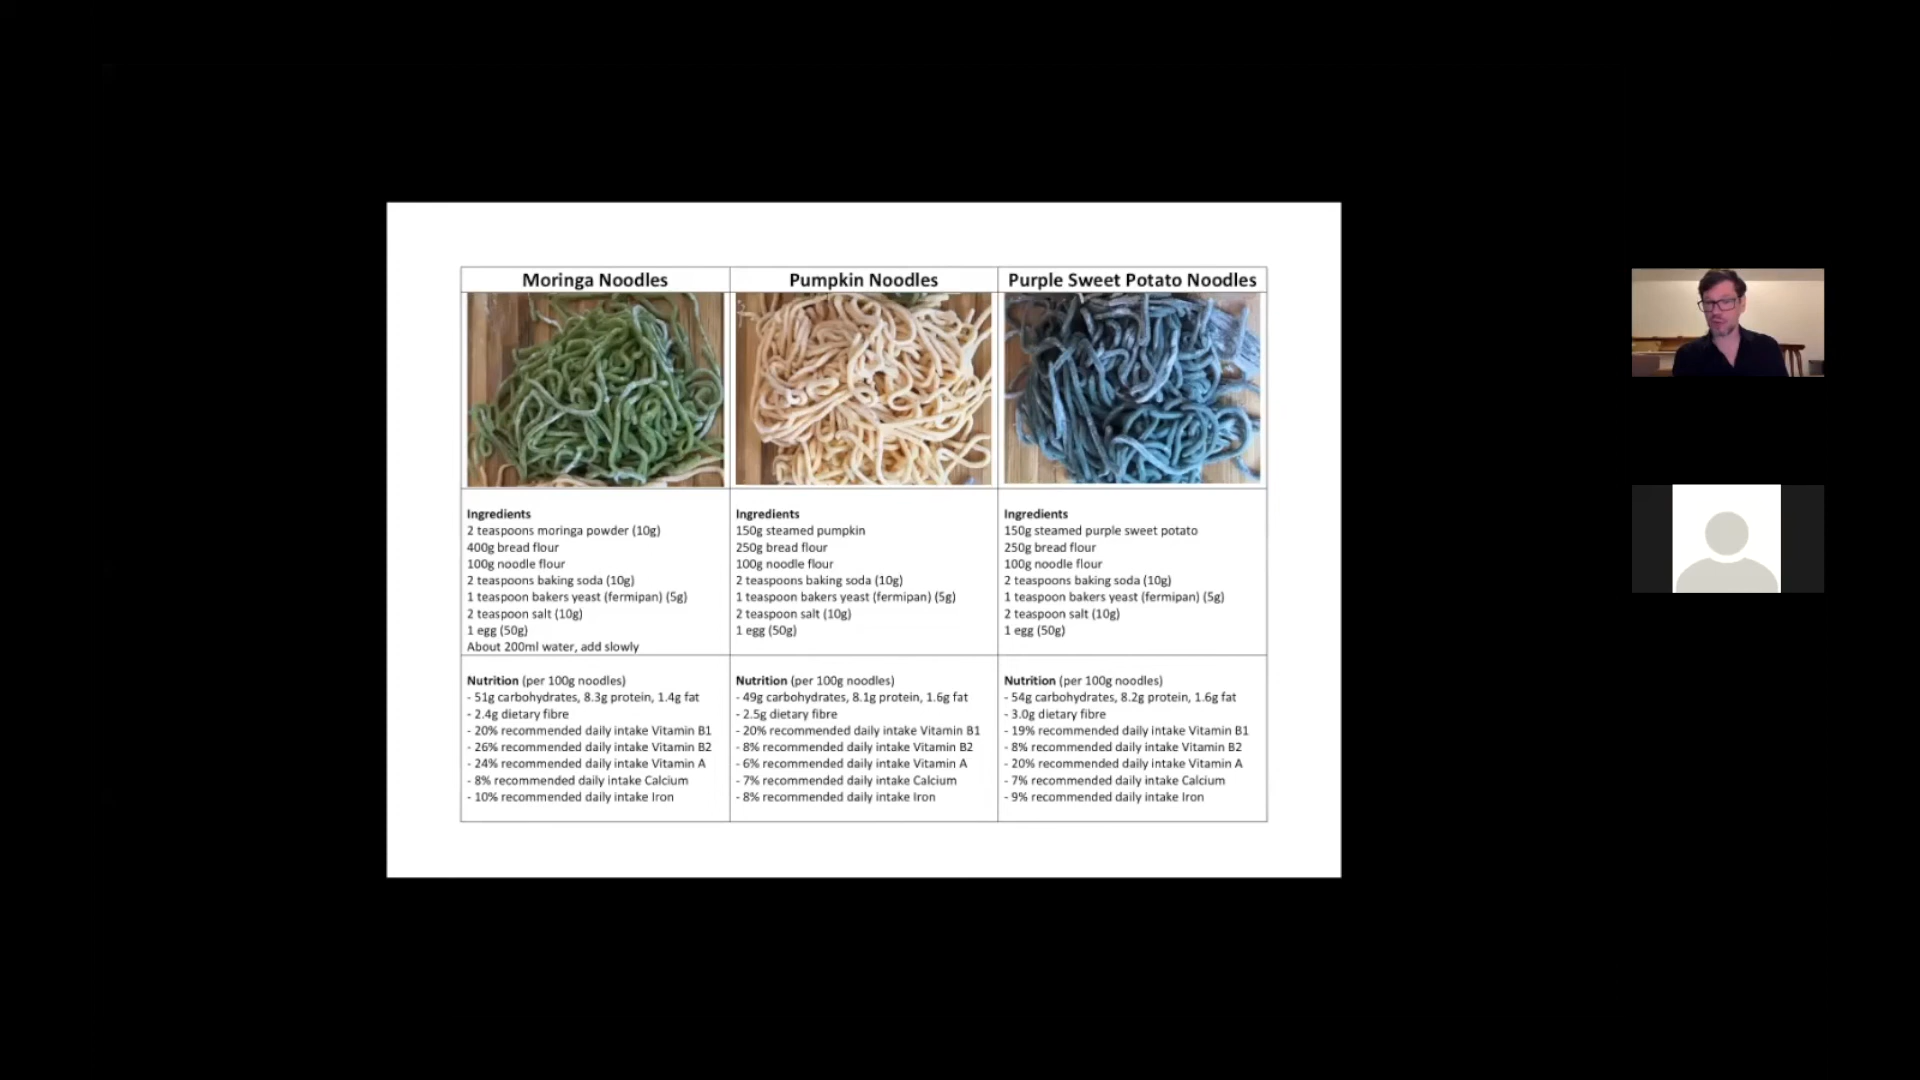 Moringa Noodles
Pumpkin Noodles
Purple Sweet Potato Noodles
Ingredients
2 teaspoons moringa powder (10g)
400g bread flour
100g noodle flour
2 teaspoons baking soda (10g)
1 teaspoon bakers yeast (fermipan) (5g)
2 teaspoon salt (10g)
1 egg (50g)
About 200ml water, add slowly
Ingredients
150g steamed pumpkin
250g bread flour
100g noodle flour
2 teaspoons baking soda (10g)
1 teaspoon bakers yeast (fermipan) (5g)
2 teaspoon salt (10g)
1 egg (50g)
Ingredients
150g steamed purple sweet potato
250g bread flour
100g noodle flour
2 teaspoons baking soda (10g)
1 teaspoon bakers yeast (fermipan) (5g)
2 teaspoon salt (10g)
1 egg (50g)
Nutrition (per 100g noodles)
- 51g carbohydrates, 8.3g protein, 1.4g fat
- 2.4g dietary fibre
- 20% recommended daily intake Vitamin B1
- 26% recommended daily intake Vitamin B2
- 24% recommended daily intake Vitamin A
- 8% recommended daily intake Calcium
- 10% recommended daily intake Iron
Nutrition (per 100g noodles)
- 49g carbohydrates, 8.1g protein, 1.6g fat
- 2.5g dietary fibre
- 20% recommended daily intake Vitamin B1
- 8% recommended daily intake Vitamin B2
- 6% recommended daily intake Vitamin A
- 7% recommended daily intake Calcium
- 8% recommended daily intake Iron
Nutrition (per 100g noodles)
- 54g carbohydrates, 8.2g protein, 1.6g fat
- 3.0g dietary fibre
- 19% recommended daily intake Vitamin B1
- 8% recommended daily intake Vitamin B2
- 20% recommended daily intake Vitamin A
- 7% recommended daily intake Calcium
- 9% recommended daily intake Iron